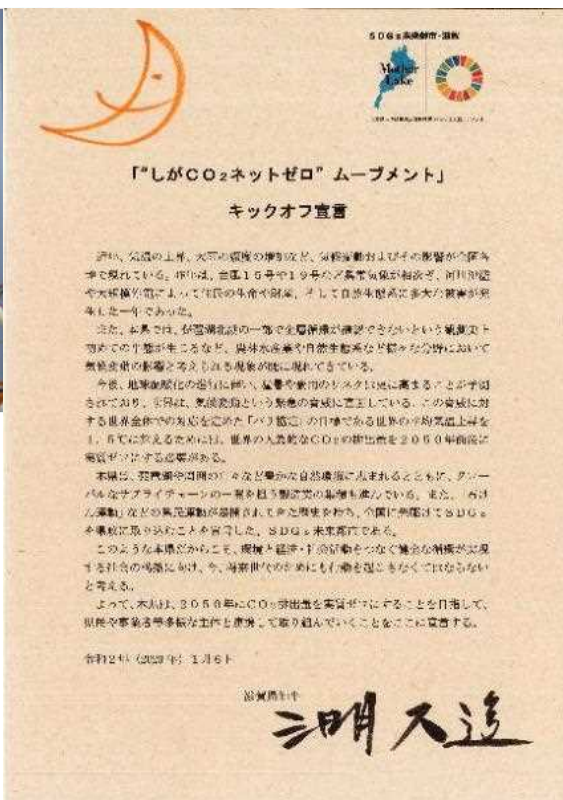 SDGs未来都市・滋賀
Mother
Lake
「“しがCO₂ネットゼロ” ムーブメント」
キックオフ宣言
近年、気温の上昇、大雨の頻度の増加など、気候変動およびその影響が全国各
地で現れている。昨年は、台風15号や19号など異常気象が相次ぎ、河川氾濫
や大規模停電によって住民の生命や財産、そして自然生態系に多大な被害が発
生した一年であった。
また、本県では、琵琶湖北湖の一部で全層循環が確認できないという観測史上
初めての事態が生じるなど、農林水産業や自然生態系など様々な分野において
気候変動の影響と考えられる現象が既に現れてきている。
今後、地球温暖化の進行に伴い、猛暑や豪雨のリスクは更に高まることが予測
されており、世界は、気候変動という緊急の脅威に直面している。この脅威に対
する世界全体での対応を定めた「パリ協定」の目標である世界の平均気温上昇を
1.5℃に抑えるためには、世界の人為的なCO₂の排出量を2050年前後に
実質ゼロにする必要がある。
本県は、琵琶湖や周囲の山々など豊かな自然環境に恵まれるとともに、グロー
バルなサプライチェーンの一翼を担う製造業の集積も進んでいる。また、「石け
ん運動」などの県民運動が展開されてきた歴史を持ち、全国に先駆けてSDGs
を県政に取り込むことを宣言した、SDGs未来都市である。
このような本県だからこそ、環境と経済・社会活動をつなぐ健全な循環が実現
する社会の構築に向け、今、将来世代のためにも行動を起こさなくてはならない
と考える。
よって、本県は、2050年にCO₂排出量を実質ゼロにすることを目指して、
県民や事業者等多様な主体と連携して取り組んでいくことをここに宣言する。
令和2年（2020年）1月6日
滋賀県知事
三日月 大造